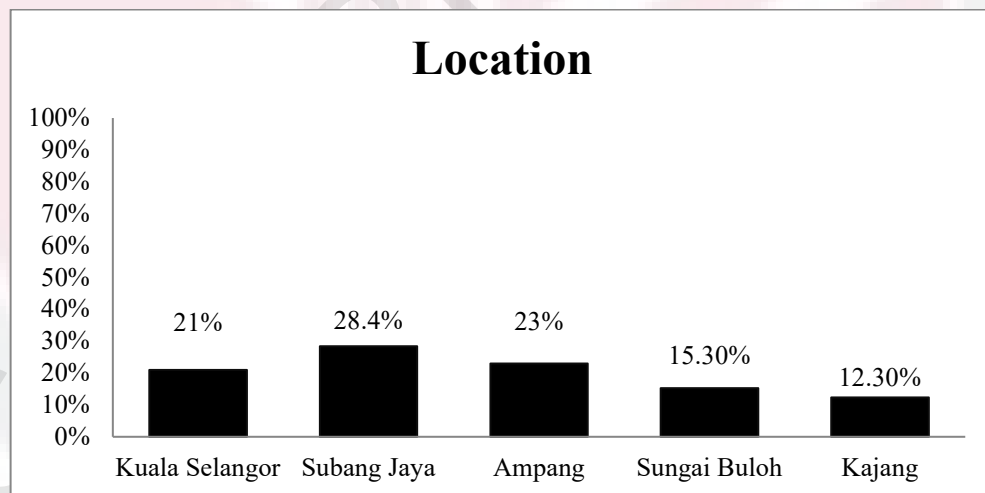 Location
100%
90%
80%
70%
60%
50%
40%
30%
20%
10%
0%
21%
28.4%
23%
15.30%
12.30%
Kuala Selangor
Subang Jaya
Ampang
Sungai Buloh
Kajang